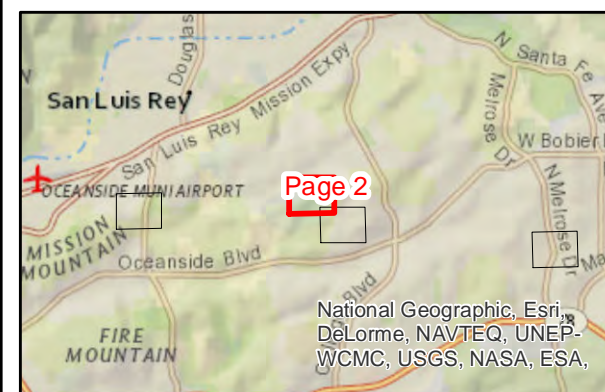 Douglas
N Santa Fe Ave
San Luis Rey
San Luis Rey Mission Expy
Melrose Dr
W Bobier
Page 2
OCEANSIDE MUNI AIRPORT
N Melrose Dr
MISSION
MOUNTAIN
Oceanside Blvd
Blvd
National Geographic, Esri,
DeLorme, NAVTEQ, UNEP-
WCMC, USGS, NASA, ESA,
FIRE
MOUNTAIN